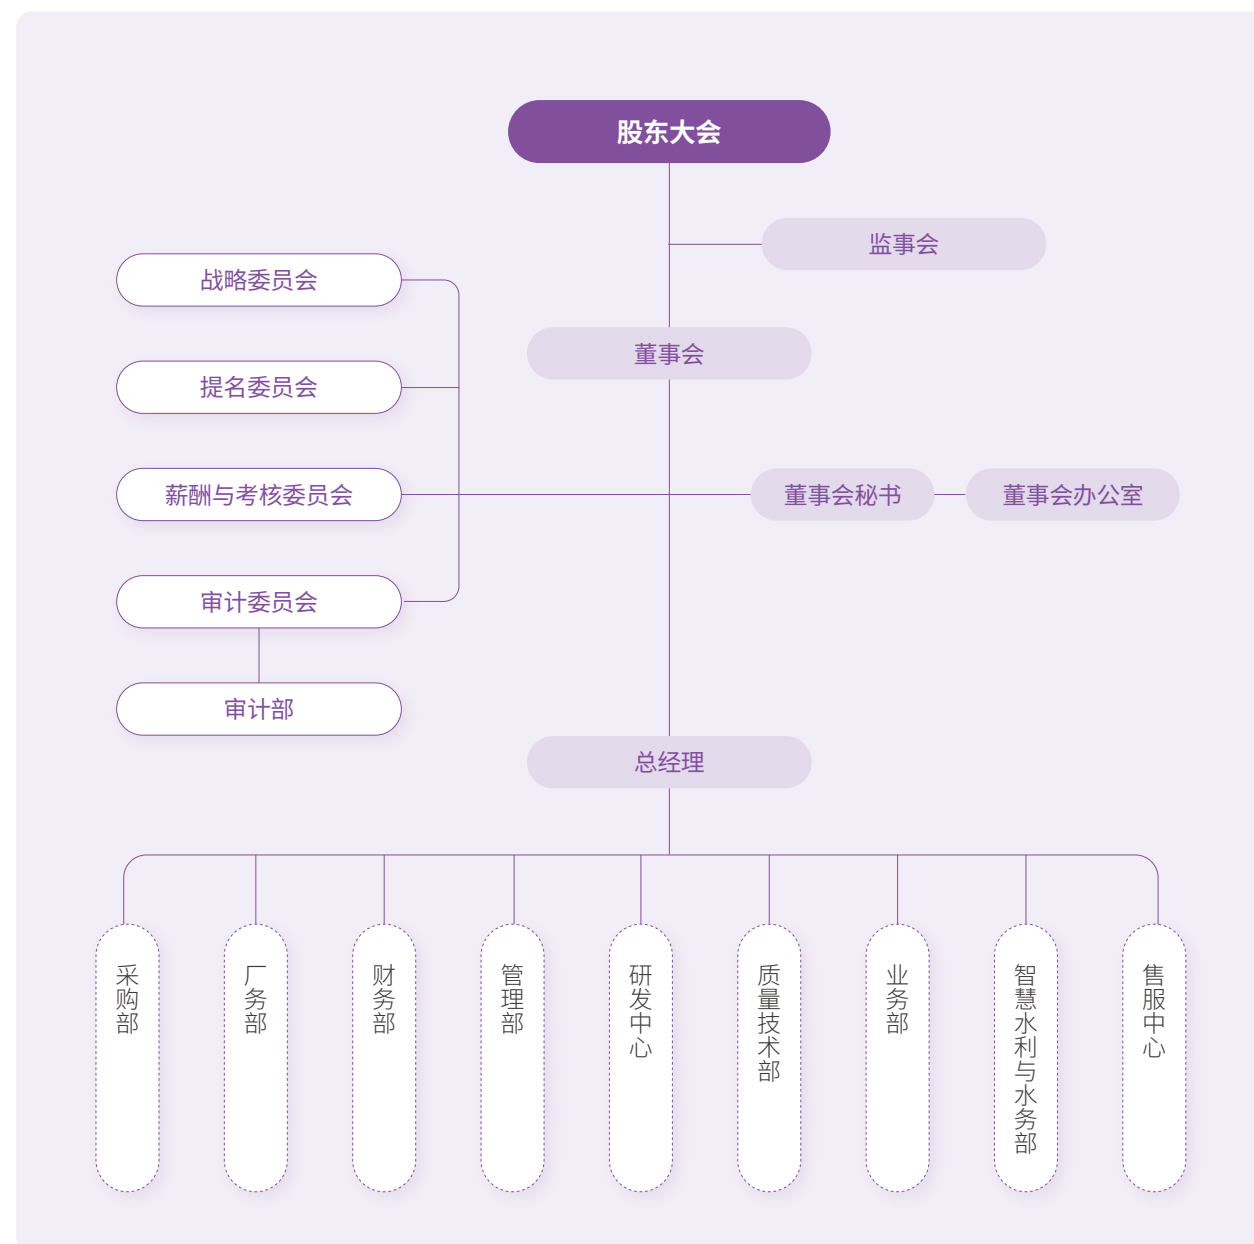 股东大会
监事会
战略委员会
董事会
提名委员会
薪酬与考核委员会
董事会秘书
董事会办公室
审计委员会
审计部
总经理
采购部
厂务部
财务部
管理部
研发中心
质量技术部
业务部
智慧水利与水务部
售服中心